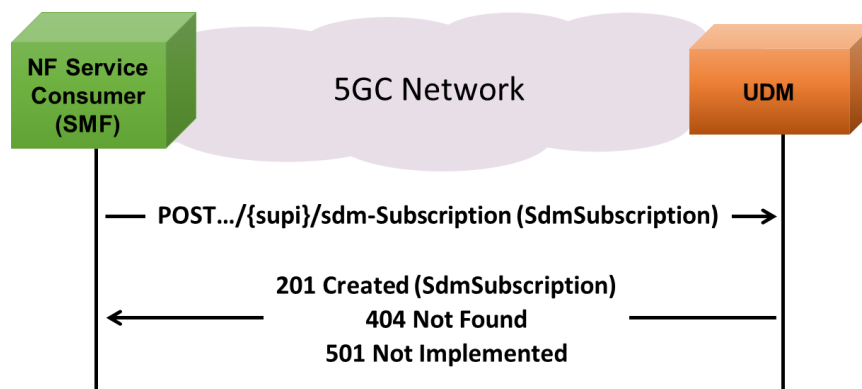 NF Service
Consumer
(SMF)
5GC Network
UDM
POST.../{supi}/sdm-Subscription (SdmSubscription)
201 Created (SdmSubscription)
404 Not Found
501 Not Implemented